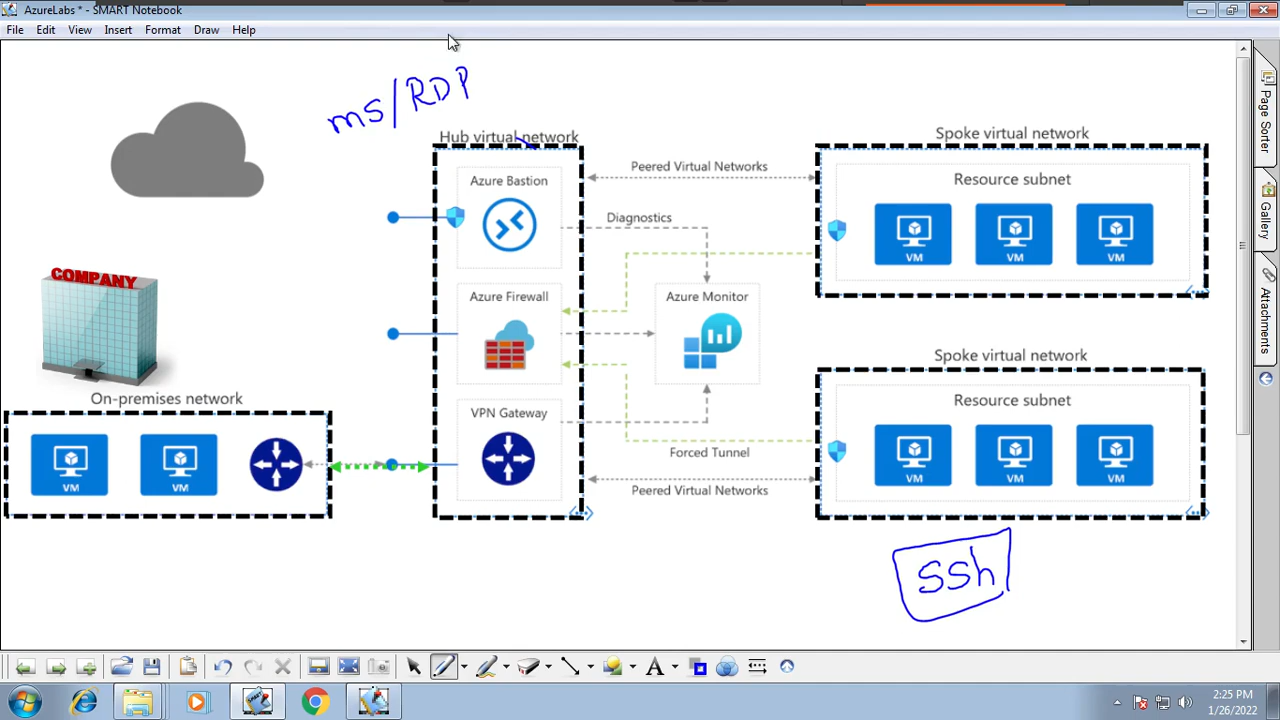 AzureLabs * - SMART Notebook
File Edit View Insert Format Draw Help
ms/RDP
Hub virtual network
Spoke virtual network
Azure Bastion
Peered Virtual Networks
Resource subnet
Diagnostics
VM VM VM
COMPANY
Azure Firewall
Azure Monitor
Spoke virtual network
On-premises network
Resource subnet
VPN Gateway
VM VM
Forced Tunnel
VM VM VM
Peered Virtual Networks
SSh
Page Sorter
Gallery
Attachments
A
2:25 PM
1/26/2022